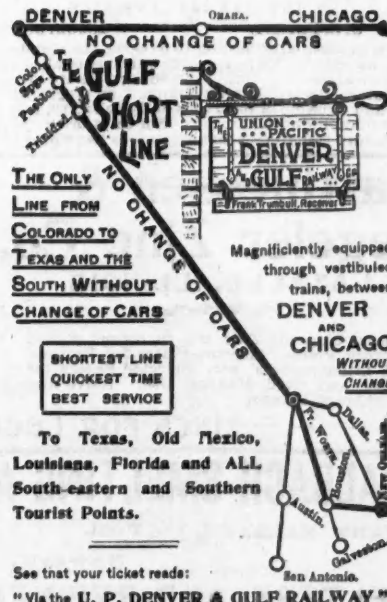 DENVER Omaha. CHICAGO
NO CHANGE OF CARS
Colo. Spgs.
Pueblo.
Trinidad.
THE GULF
SHORT
LINE
NO CHANGE OF CARS
THE UNION
PACIFIC
DENVER
AND GULF RAILWAY
Frank Trumbull, Receiver
THE ONLY
LINE FROM
COLORADO TO
TEXAS AND THE
SOUTH WITHOUT
CHANGE OF CARS
Magnificiently equipped
through vestibuled
trains, between
DENVER
AND
CHICAGO
WITHOUT
CHANGE
SHORTEST LINE
QUICKEST TIME
BEST SERVICE
To Texas, Old Mexico,
Louisiana, Florida and ALL
South-eastern and Southern
Tourist Points.
Ft. Worth.
Dallas.
Houston.
Austin.
Galveston.
San Antonio.
See that your ticket reads:
"Via the U. P. DENVER & GULF RAILWAY"